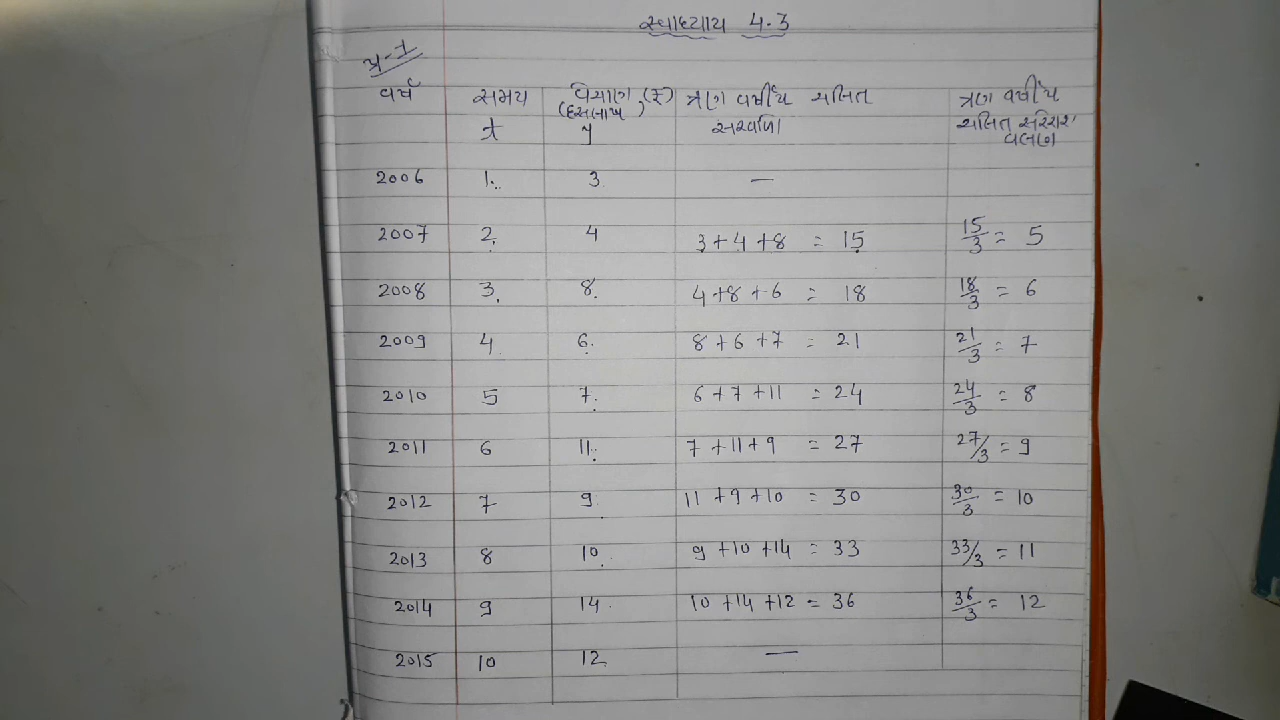 સ્વાધ્યાય 4.3
પ્ર-1
વર્ષ સમય વેચાણ (દસ લાખ ₹) ત્રણ વર્ષીય ચલિત ત્રણ વર્ષીય
t y સરવાળા ચલિત સરેરાશ
વલણ
2006 1. 3 —
2007 2. 4 3+4+8 = 15 15/3 = 5
2008 3. 8. 4+8+6 = 18 18/3 = 6
2009 4 6. 8+6+7 = 21 21/3 = 7
2010 5 7. 6+7+11 = 24 24/3 = 8
2011 6 11. 7+11+9 = 27 27/3 = 9
2012 7 9. 11+9+10 = 30 30/3 = 10
2013 8 10. 9+10+14 = 33 33/3 = 11
2014 9 14. 10+14+12 = 36 36/3 = 12
2015 10 12 —